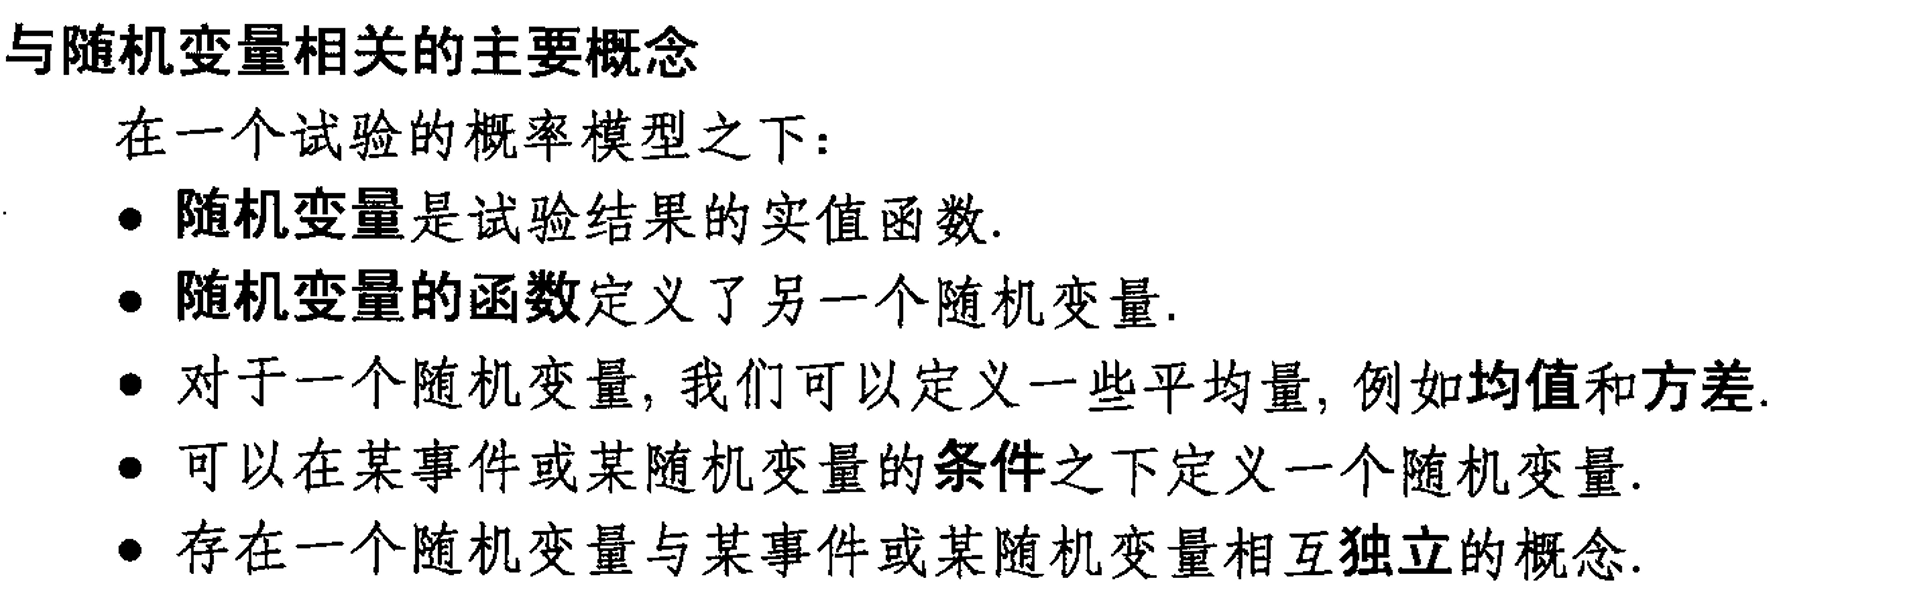 与随机变量相关的主要概念
在一个试验的概率模型之下:
● 随机变量是试验结果的实值函数.
● 随机变量的函数定义了另一个随机变量.
● 对于一个随机变量, 我们可以定义一些平均量, 例如均值和方差.
● 可以在某事件或某随机变量的条件之下定义一个随机变量.
● 存在一个随机变量与某事件或某随机变量相互独立的概念.